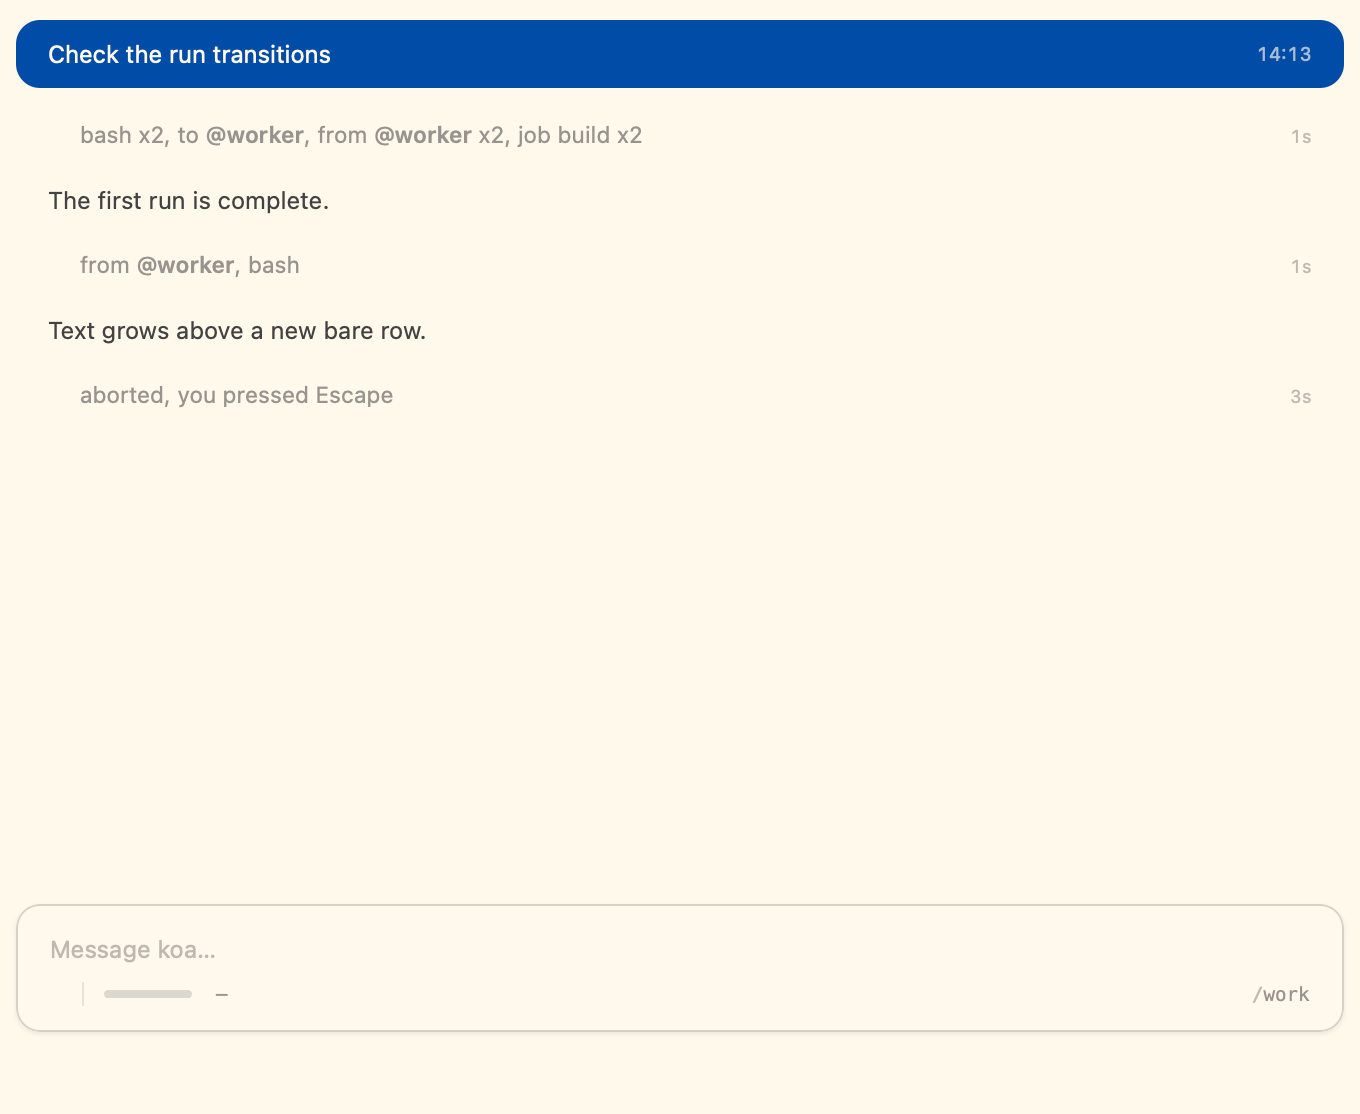 Check the run transitions 14:13
bash x2, to @worker, from @worker x2, job build x2 1s
The first run is complete.
from @worker, bash 1s
Text grows above a new bare row.
aborted, you pressed Escape 3s
Message koa...
– /work